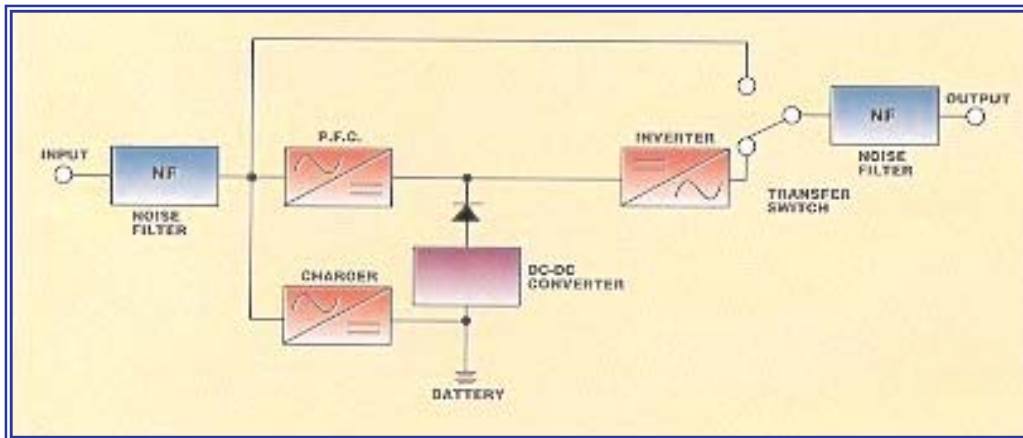 INPUT
NF
NOISE
FILTER
P.F.C.
CHARGER
DC-DC
CONVERTER
BATTERY
INVERTER
TRANSFER
SWITCH
NF
NOISE
FILTER
OUTPUT